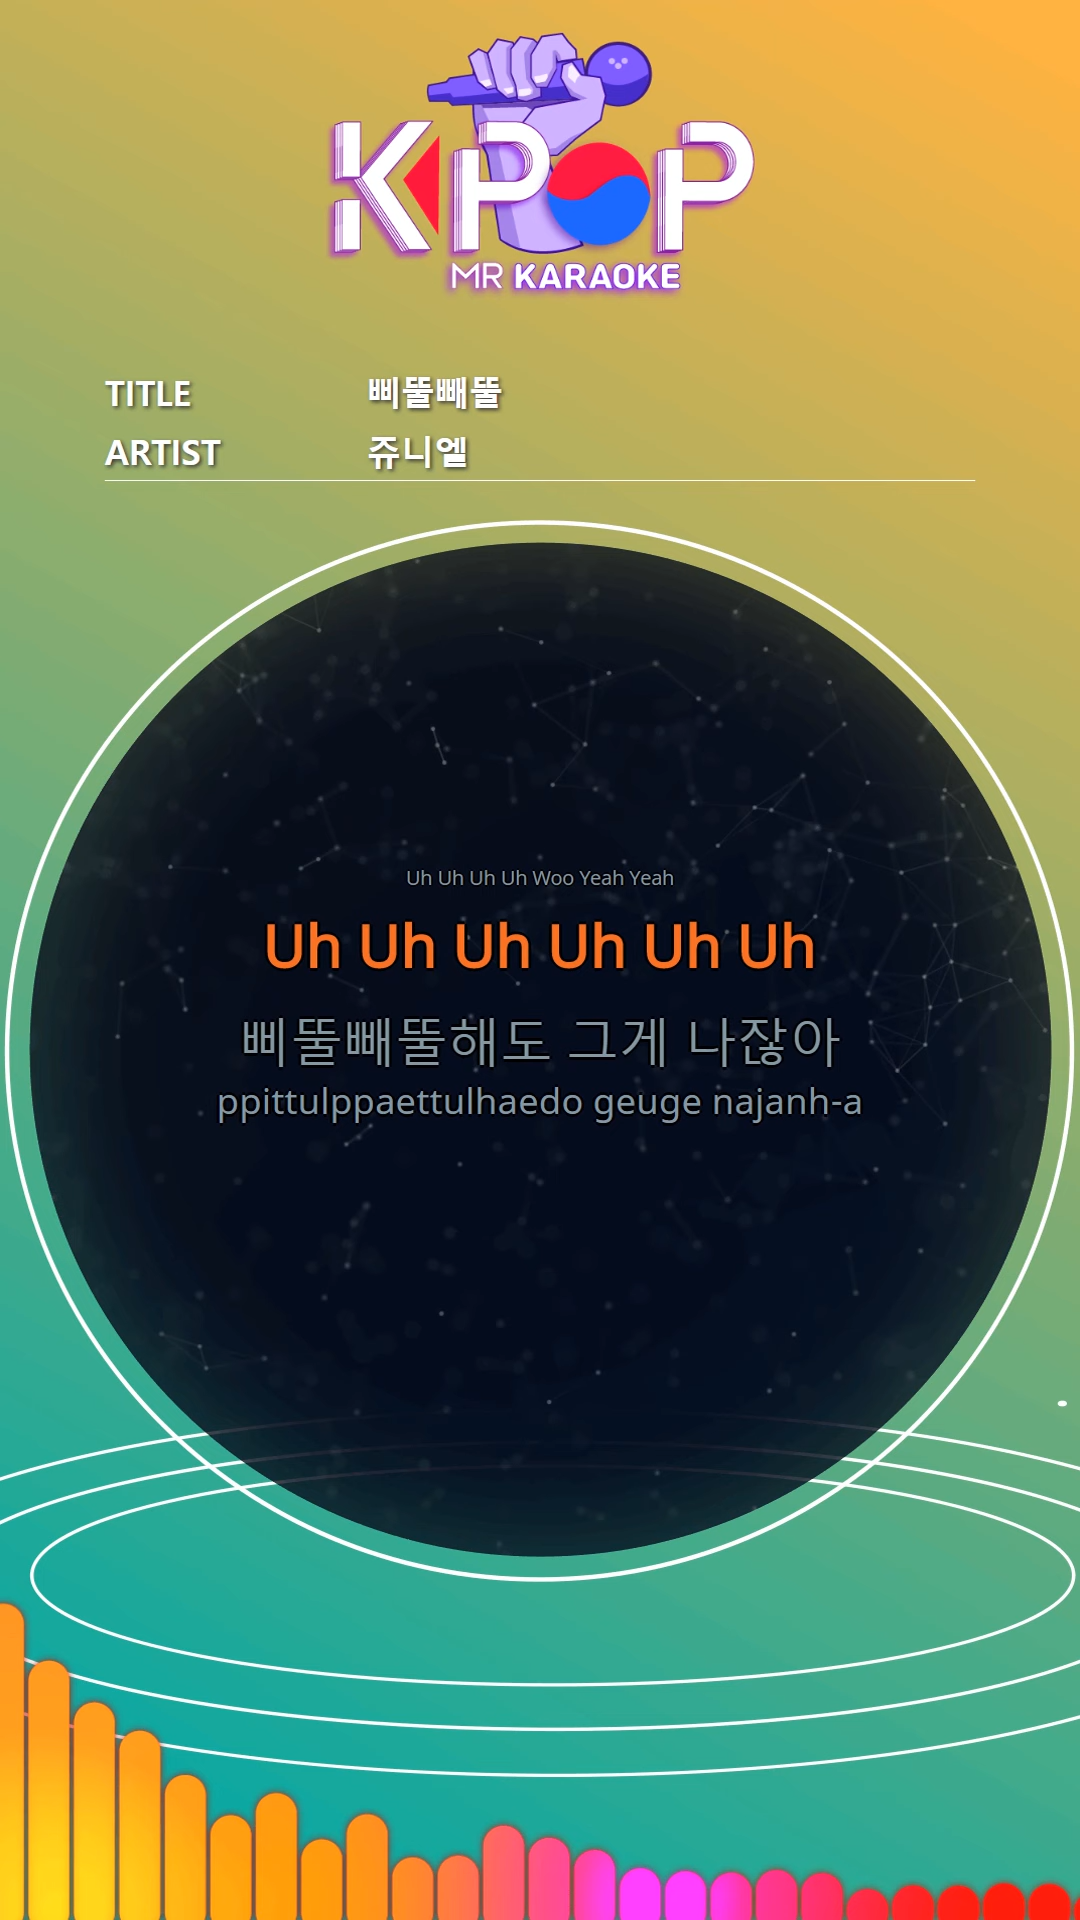 KPOP
MR KARAOKE
TITLE 삐뚤빼뚤
ARTIST 쥬니엘
Uh Uh Uh Uh Woo Yeah Yeah
Uh Uh Uh Uh Uh Uh
삐뚤빼뚤해도 그게 나잖아
ppittulppaettulhaedo geuge najanh-a